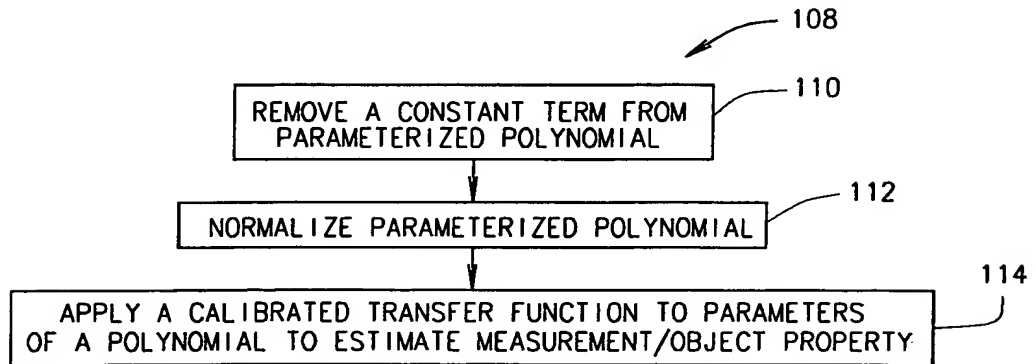 108
110
REMOVE A CONSTANT TERM FROM
PARAMETERIZED POLYNOMIAL
112
NORMALIZE PARAMETERIZED POLYNOMIAL
114
APPLY A CALIBRATED TRANSFER FUNCTION TO PARAMETERS
OF A POLYNOMIAL TO ESTIMATE MEASUREMENT/OBJECT PROPERTY